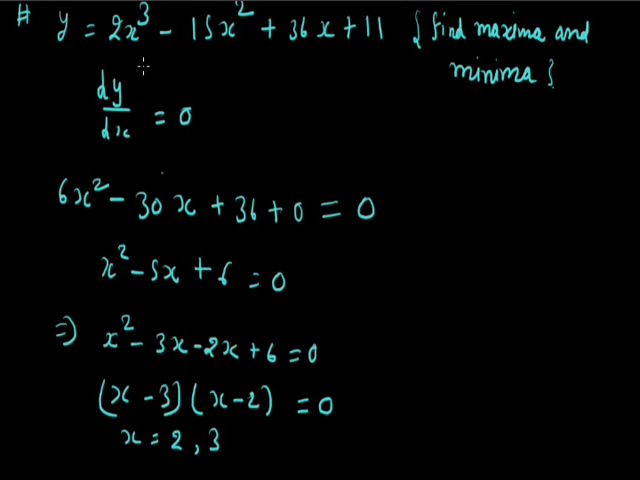 # y = 2x³ - 15x² + 36x + 11 { find maxima and
minima }
dy/dx = 0
6x² - 30x + 36 + 0 = 0
x² - 5x + 6 = 0
⇒ x² - 3x - 2x + 6 = 0
(x - 3)(x - 2) = 0
x = 2, 3